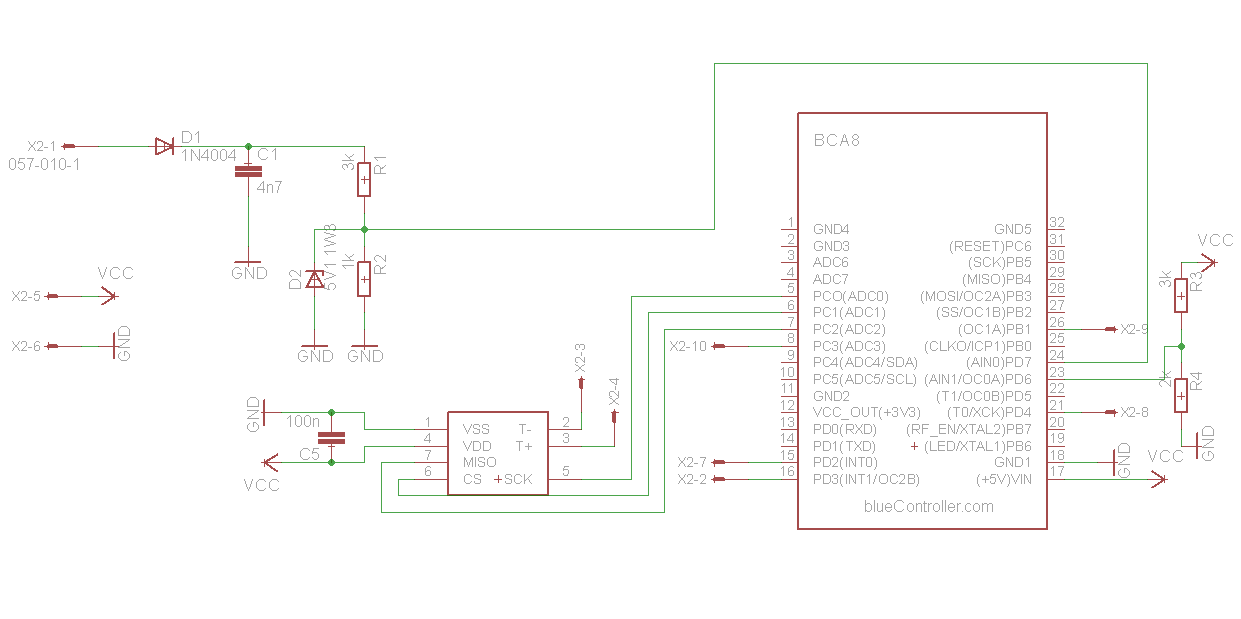 BCA8
X2-1
057-010-1
D1
1N4004
C1
4n7
GND
3k
R1
5V1 1W3
D2
1k
R2
GND
GND
VCC
X2-5
X2-6
GND
GND
100n
C5
VCC
1 VSS T- 2
4 VDD T+ 3
7 MISO
6 CS +SCK 5
X2-3
X2-4
1 GND4 GND5 32
2 GND3 (RESET)PC6 31
3 ADC6 (SCK)PB5 30
4 ADC7 (MISO)PB4 29
5 PC0(ADC0) (MOSI/OC2A)PB3 28
6 PC1(ADC1) (SS/OC1B)PB2 27
7 PC2(ADC2) (OC1A)PB1 26 X2-9
X2-10 8 PC3(ADC3) (CLKO/ICP1)PB0 25
9 PC4(ADC4/SDA) (AIN0)PD7 24
10 PC5(ADC5/SCL) (AIN1/OC0A)PD6 23
11 GND2 (T1/OC0B)PD5 22
12 VCC_OUT(+3V3) (T0/XCK)PD4 21 X2-8
13 PD0(RXD) (RF_EN/XTAL2)PB7 20
14 PD1(TXD) + (LED/XTAL1)PB6 19
X2-7 15 PD2(INT0) GND1 18
X2-2 16 PD3(INT1/OC2B) (+5V)VIN 17
blueController.com
GND
VCC
VCC
3k
R3
2k
R4
GND